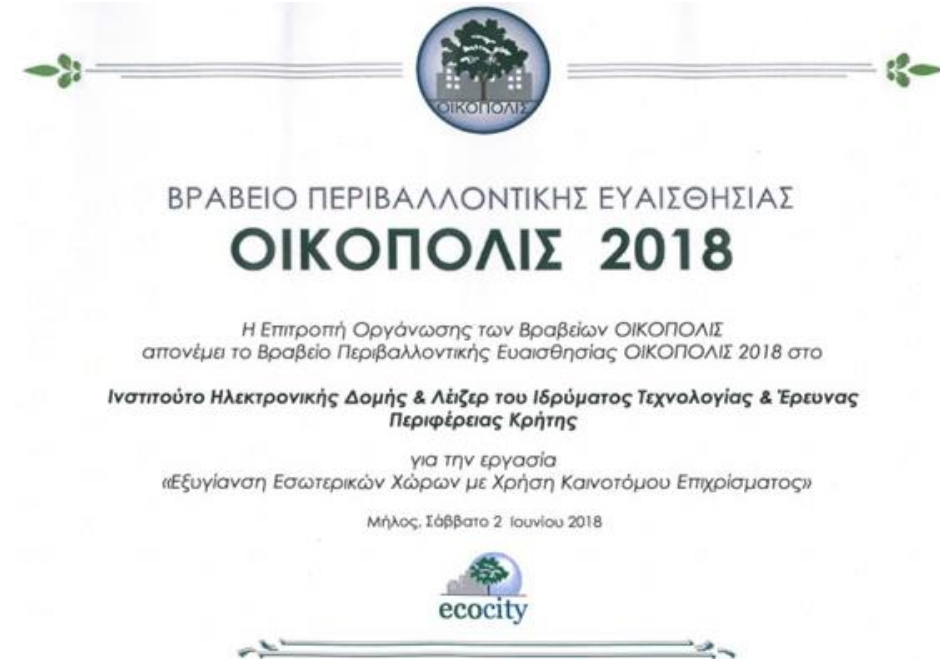 ΟΙΚΟΠΟΛΙΣ
ΒΡΑΒΕΙΟ ΠΕΡΙΒΑΛΛΟΝΤΙΚΗΣ ΕΥΑΙΣΘΗΣΙΑΣ
ΟΙΚΟΠΟΛΙΣ 2018
Η Επιτροπή Οργάνωσης των Βραβείων ΟΙΚΟΠΟΛΙΣ
απονέμει το Βραβείο Περιβαλλοντικής Ευαισθησίας ΟΙΚΟΠΟΛΙΣ 2018 στο
Ινστιτούτο Ηλεκτρονικής Δομής & Λέιζερ του Ιδρύματος Τεχνολογίας & Έρευνας
Περιφέρειας Κρήτης
για την εργασία
«Εξυγίανση Εσωτερικών Χώρων με Χρήση Καινοτόμου Επιχρίσματος»
Μήλος, Σάββατο 2 Ιουνίου 2018
ecocity